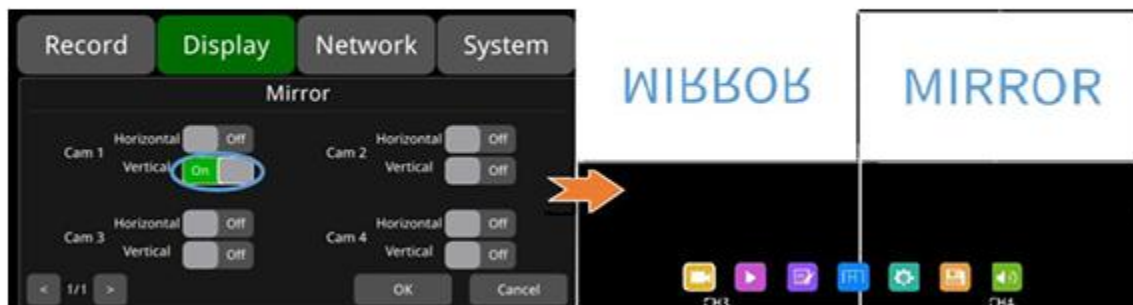 Record Display Network System
Mirror
Cam 1 Horizontal Off
Vertical On
Cam 2 Horizontal Off
Vertical Off
Cam 3 Horizontal Off
Vertical Off
Cam 4 Horizontal Off
Vertical Off
< 1/1 > OK Cancel
MIRROR
MIRROR
CH3
CH4